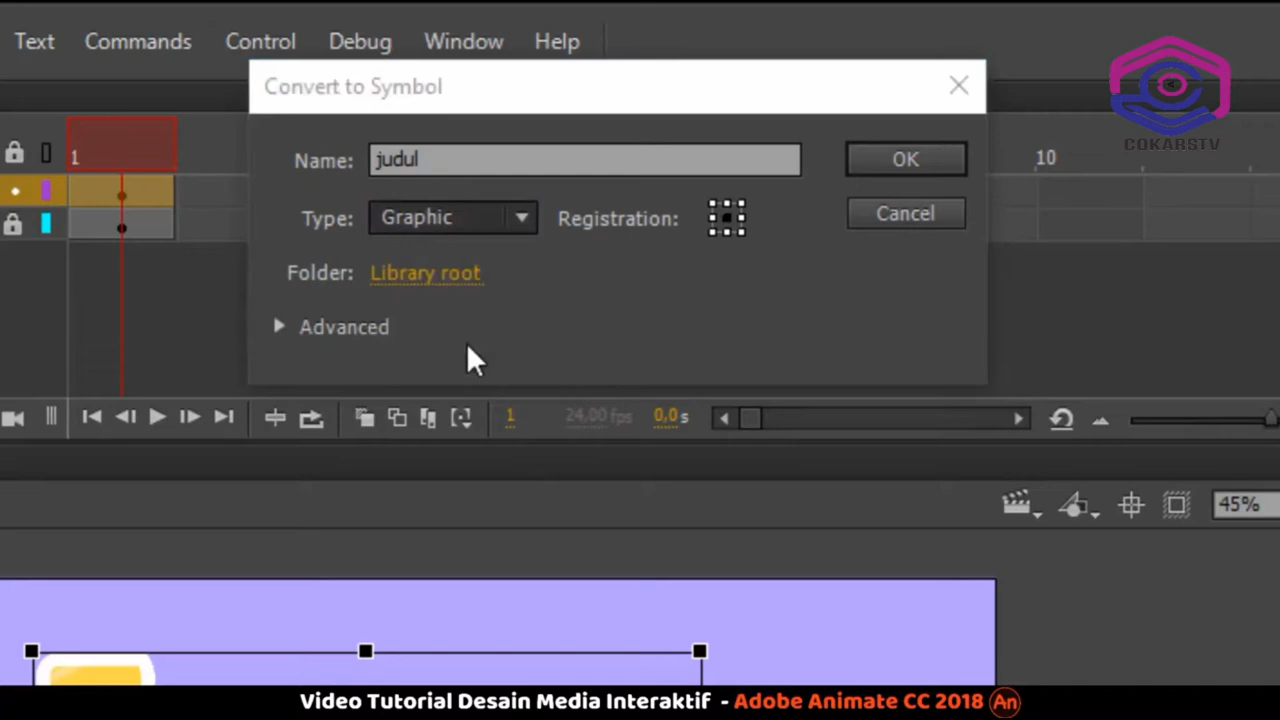 Text Commands Control Debug Window Help
Convert to Symbol
COKARSTV
Name: judul OK
1 10
Type: Graphic Registration: Cancel
Folder: Library root
Advanced
1 24,00 fps 0,0 s
45%
Video Tutorial Desain Media Interaktif - Adobe Animate CC 2018 An